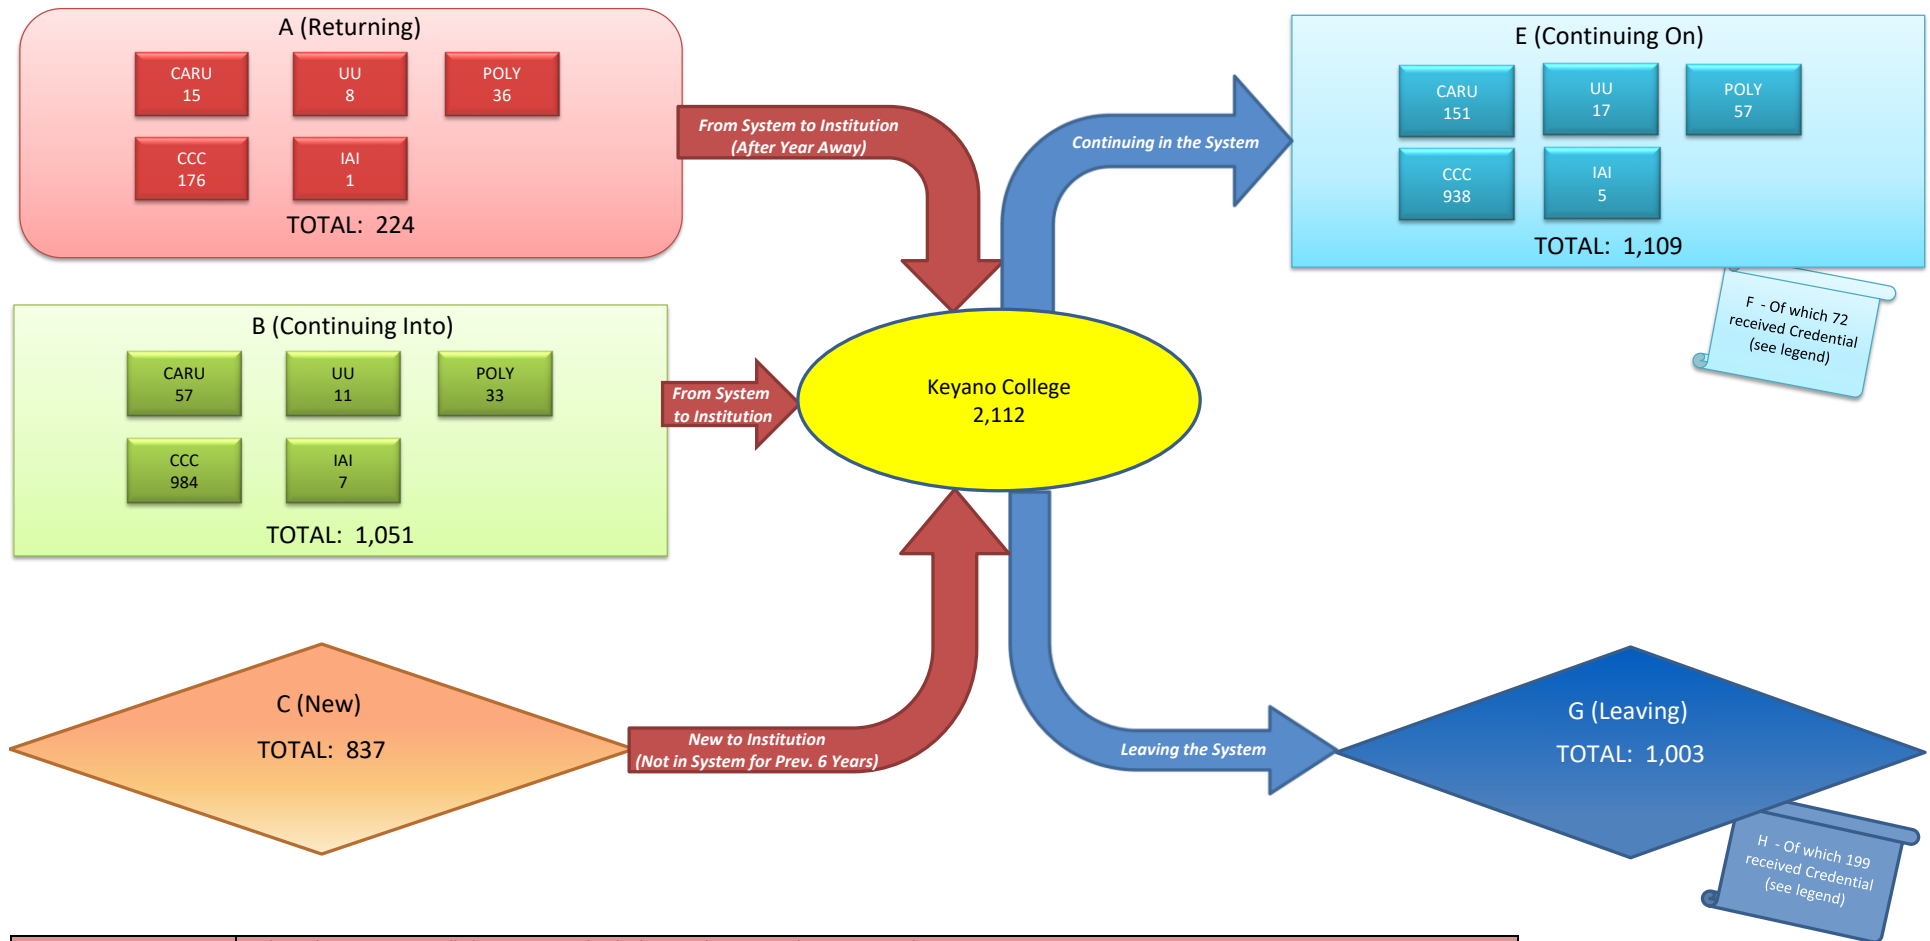 A (Returning)
CARU
15
UU
8
POLY
36
CCC
176
IAI
1
TOTAL: 224
From System to Institution
(After Year Away)
B (Continuing Into)
CARU
57
UU
11
POLY
33
CCC
984
IAI
7
TOTAL: 1,051
From System
to Institution
C (New)
TOTAL: 837
New to Institution
(Not in System for Prev. 6 Years)
Keyano College
2,112
Continuing in the System
E (Continuing On)
CARU
151
UU
17
POLY
57
CCC
938
IAI
5
TOTAL: 1,109
F - Of which 72
received Credential
(see legend)
Leaving the System
G (Leaving)
TOTAL: 1,003
H - Of which 199
received Credential
(see legend)